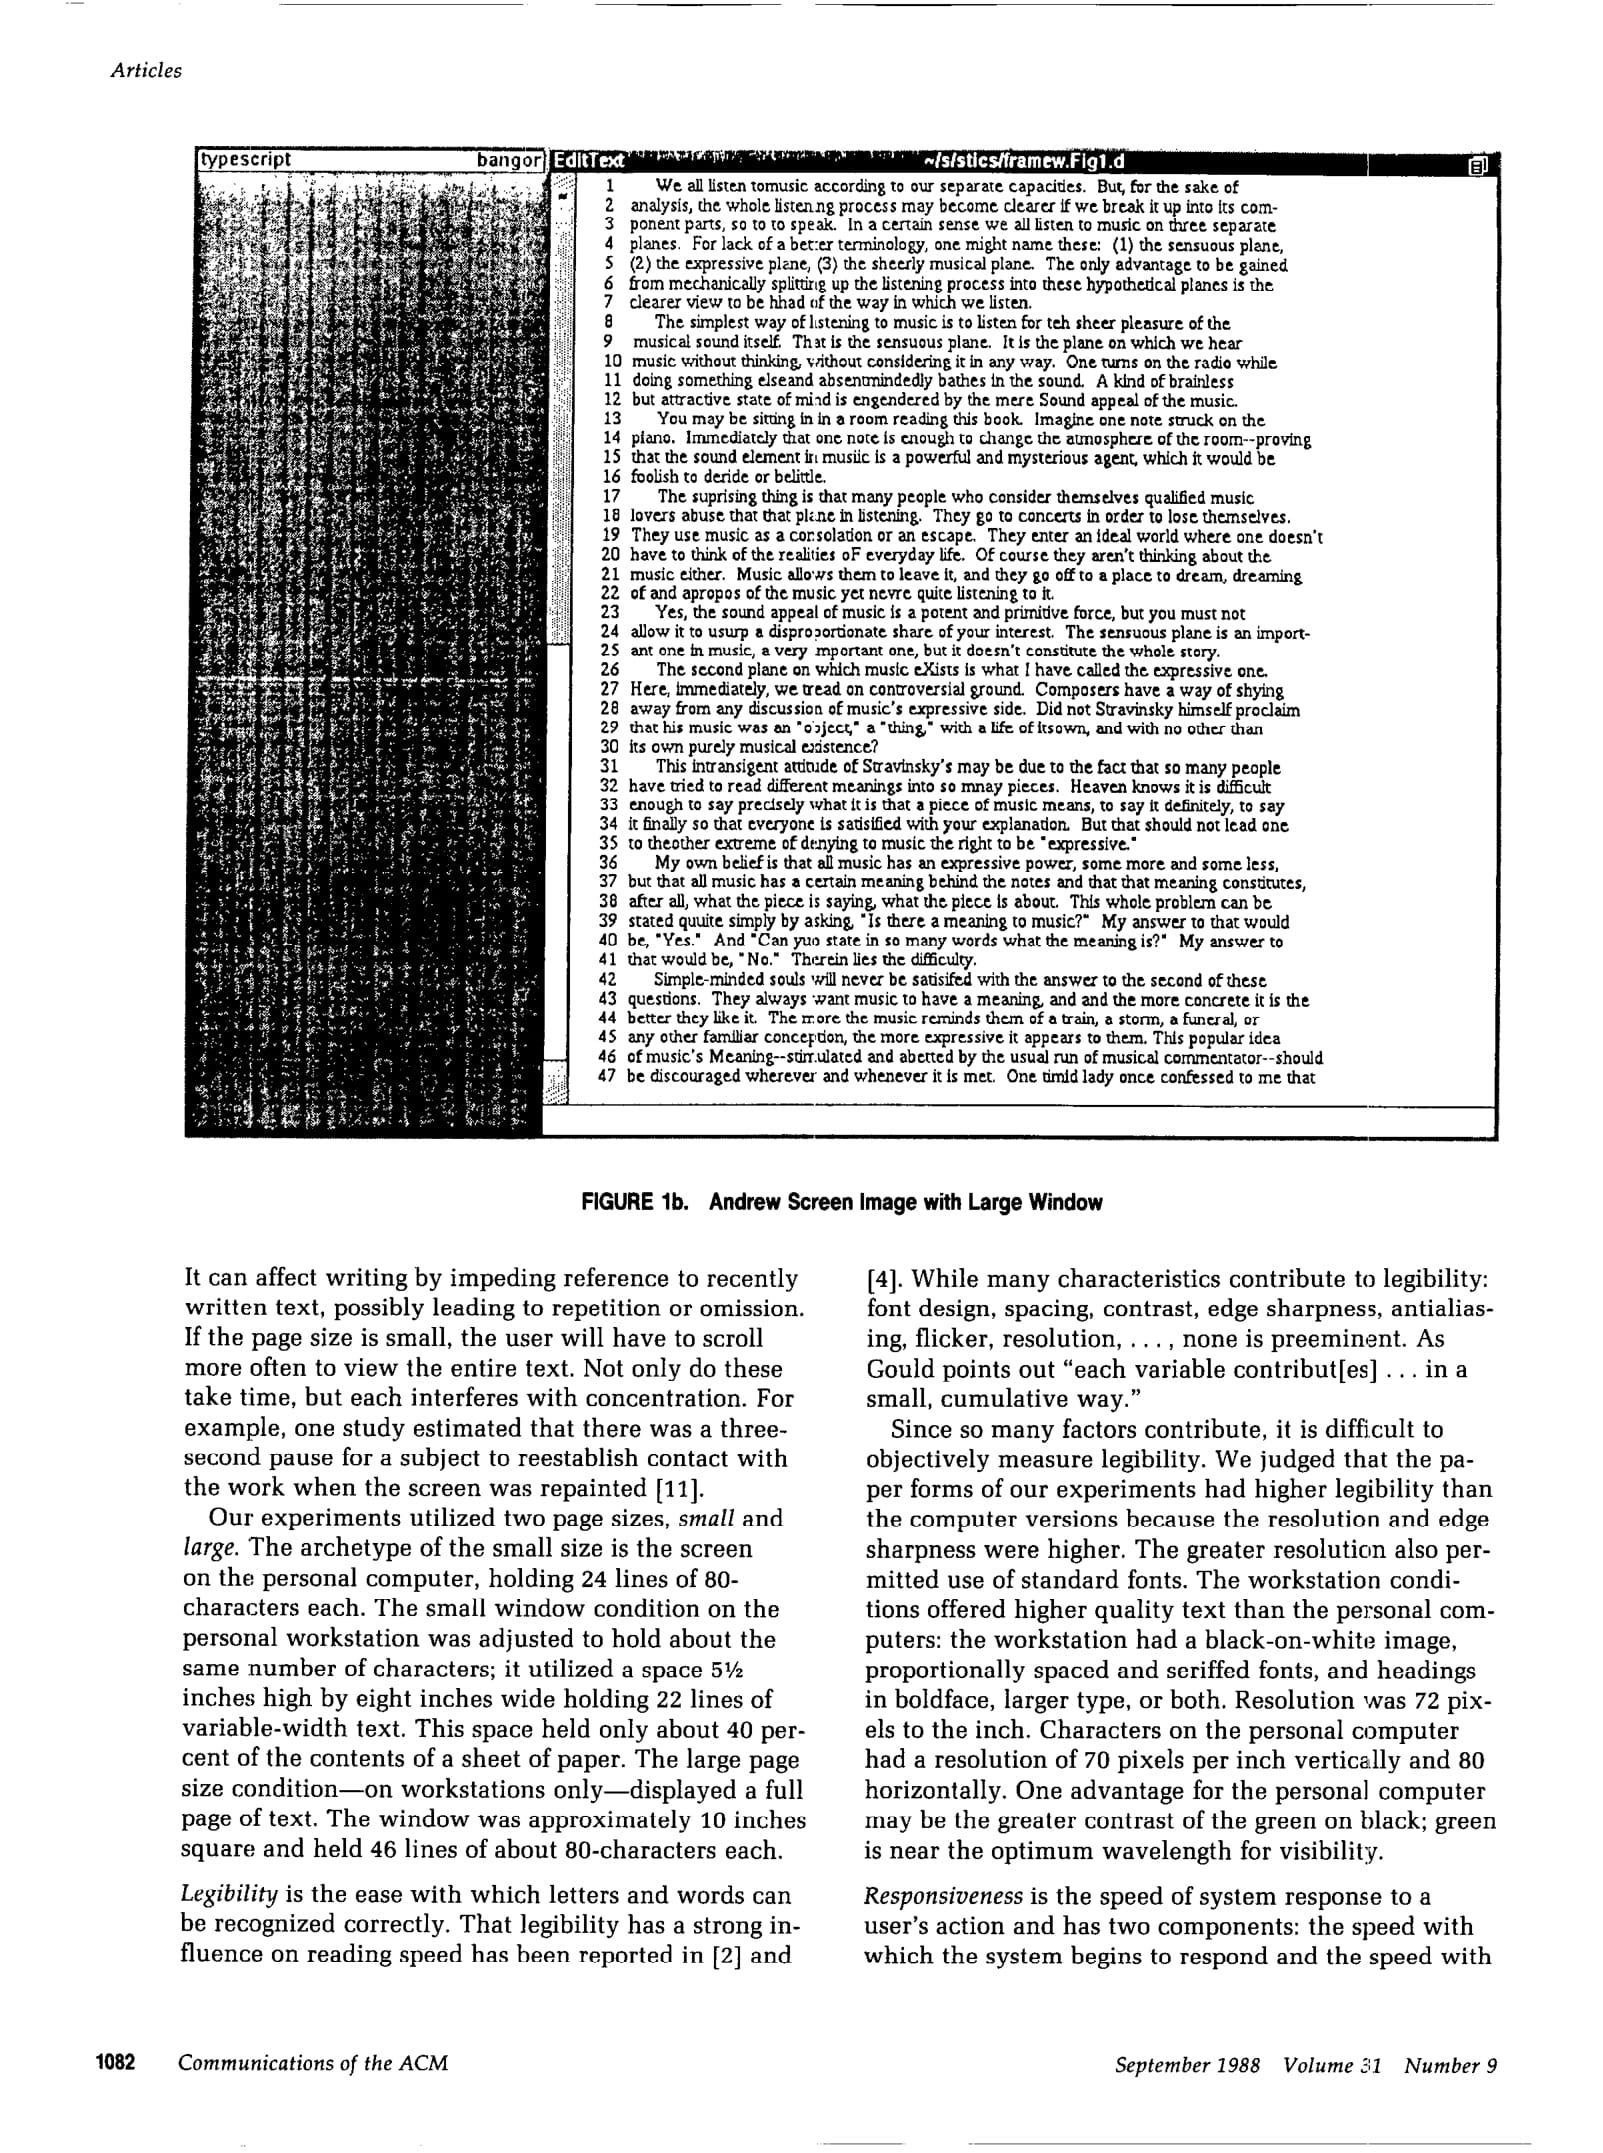 Articles
typescript bangor EditText ~/s/stics/framew.Fig1.d
1 We all listen tomusic according to our separate capacities. But, for the sake of
2 analysis, the whole listenng process may become clearer if we break it up into its com-
3 ponent parts, so to to speak. In a certain sense we all listen to music on three separate
4 planes. For lack of a better terminology, one might name these: (1) the sensuous plane,
5 (2) the expressive plane, (3) the sheerly musical plane. The only advantage to be gained
6 from mechanically splitting up the listening process into these hypothetical planes is the
7 clearer view to be hhad of the way in which we listen.
8 The simplest way of listening to music is to listen for teh sheer pleasure of the
9 musical sound itself. That is the sensuous plane. It is the plane on which we hear
10 music without thinking, without considering it in any way. One turns on the radio while
11 doing something elseand absentmindedly bathes in the sound. A kind of brainless
12 but attractive state of mind is engendered by the mere Sound appeal of the music.
13 You may be sitting in in a room reading this book. Imagine one note struck on the
14 piano. Immediately that one note is enough to change the atmosphere of the room--proving
15 that the sound element in musiic is a powerful and mysterious agent, which it would be
16 foolish to deride or belittle.
17 The suprising thing is that many people who consider themselves qualified music
18 lovers abuse that that plane in listening. They go to concerts in order to lose themselves.
19 They use music as a consolation or an escape. They enter an ideal world where one doesn't
20 have to think of the realities oF everyday life. Of course they aren't thinking about the
21 music either. Music allows them to leave it, and they go off to a place to dream, dreaming
22 of and apropos of the music yet nevre quite listening to it.
23 Yes, the sound appeal of music is a potent and primitive force, but you must not
24 allow it to usurp a disproportionate share of your interest. The sensuous plane is an import-
25 ant one in music, a very important one, but it doesn't constitute the whole story.
26 The second plane on which music eXists is what I have called the expressive one.
27 Here, immediately, we tread on controversial ground. Composers have a way of shying
28 away from any discussion of music's expressive side. Did not Stravinsky himself proclaim
29 that his music was an "object," a "thing," with a life of itsown, and with no other than
30 its own purely musical existence?
31 This intransigent attitude of Stravinsky's may be due to the fact that so many people
32 have tried to read different meanings into so mnay pieces. Heaven knows it is difficult
33 enough to say precisely what it is that a piece of music means, to say it definitely, to say
34 it finally so that everyone is satisified with your explanation. But that should not lead one
35 to theother extreme of denying to music the right to be "expressive."
36 My own belief is that all music has an expressive power, some more and some less,
37 but that all music has a certain meaning behind the notes and that that meaning constitutes,
38 after all, what the piece is saying, what the piece is about. This whole problem can be
39 stated quuite simply by asking, "Is there a meaning to music?" My answer to that would
40 be, "Yes." And "Can yuo state in so many words what the meaning is?" My answer to
41 that would be, "No." Therein lies the difficulty.
42 Simple-minded souls will never be satisifed with the answer to the second of these
43 questions. They always want music to have a meaning, and and the more concrete it is the
44 better they like it. The more the music reminds them of a train, a storm, a funeral, or
45 any other familiar conception, the more expressive it appears to them. This popular idea
46 of music's Meaning--stimulated and abetted by the usual run of musical commentator--should
47 be discouraged wherever and whenever it is met. One timid lady once confessed to me that
FIGURE 1b. Andrew Screen Image with Large Window
It can affect writing by impeding reference to recently
written text, possibly leading to repetition or omission.
If the page size is small, the user will have to scroll
more often to view the entire text. Not only do these
take time, but each interferes with concentration. For
example, one study estimated that there was a three-
second pause for a subject to reestablish contact with
the work when the screen was repainted [11].
Our experiments utilized two page sizes, small and
large. The archetype of the small size is the screen
on the personal computer, holding 24 lines of 80-
characters each. The small window condition on the
personal workstation was adjusted to hold about the
same number of characters; it utilized a space 5½
inches high by eight inches wide holding 22 lines of
variable-width text. This space held only about 40 per-
cent of the contents of a sheet of paper. The large page
size condition—on workstations only—displayed a full
page of text. The window was approximately 10 inches
square and held 46 lines of about 80-characters each.
Legibility is the ease with which letters and words can
be recognized correctly. That legibility has a strong in-
fluence on reading speed has been reported in [2] and
[4]. While many characteristics contribute to legibility:
font design, spacing, contrast, edge sharpness, antialias-
ing, flicker, resolution, . . . , none is preeminent. As
Gould points out “each variable contribut[es] . . . in a
small, cumulative way.”
Since so many factors contribute, it is difficult to
objectively measure legibility. We judged that the pa-
per forms of our experiments had higher legibility than
the computer versions because the resolution and edge
sharpness were higher. The greater resolution also per-
mitted use of standard fonts. The workstation condi-
tions offered higher quality text than the personal com-
puters: the workstation had a black-on-white image,
proportionally spaced and seriffed fonts, and headings
in boldface, larger type, or both. Resolution was 72 pix-
els to the inch. Characters on the personal computer
had a resolution of 70 pixels per inch vertically and 80
horizontally. One advantage for the personal computer
may be the greater contrast of the green on black; green
is near the optimum wavelength for visibility.
Responsiveness is the speed of system response to a
user's action and has two components: the speed with
which the system begins to respond and the speed with
1082 Communications of the ACM
September 1988 Volume 31 Number 9